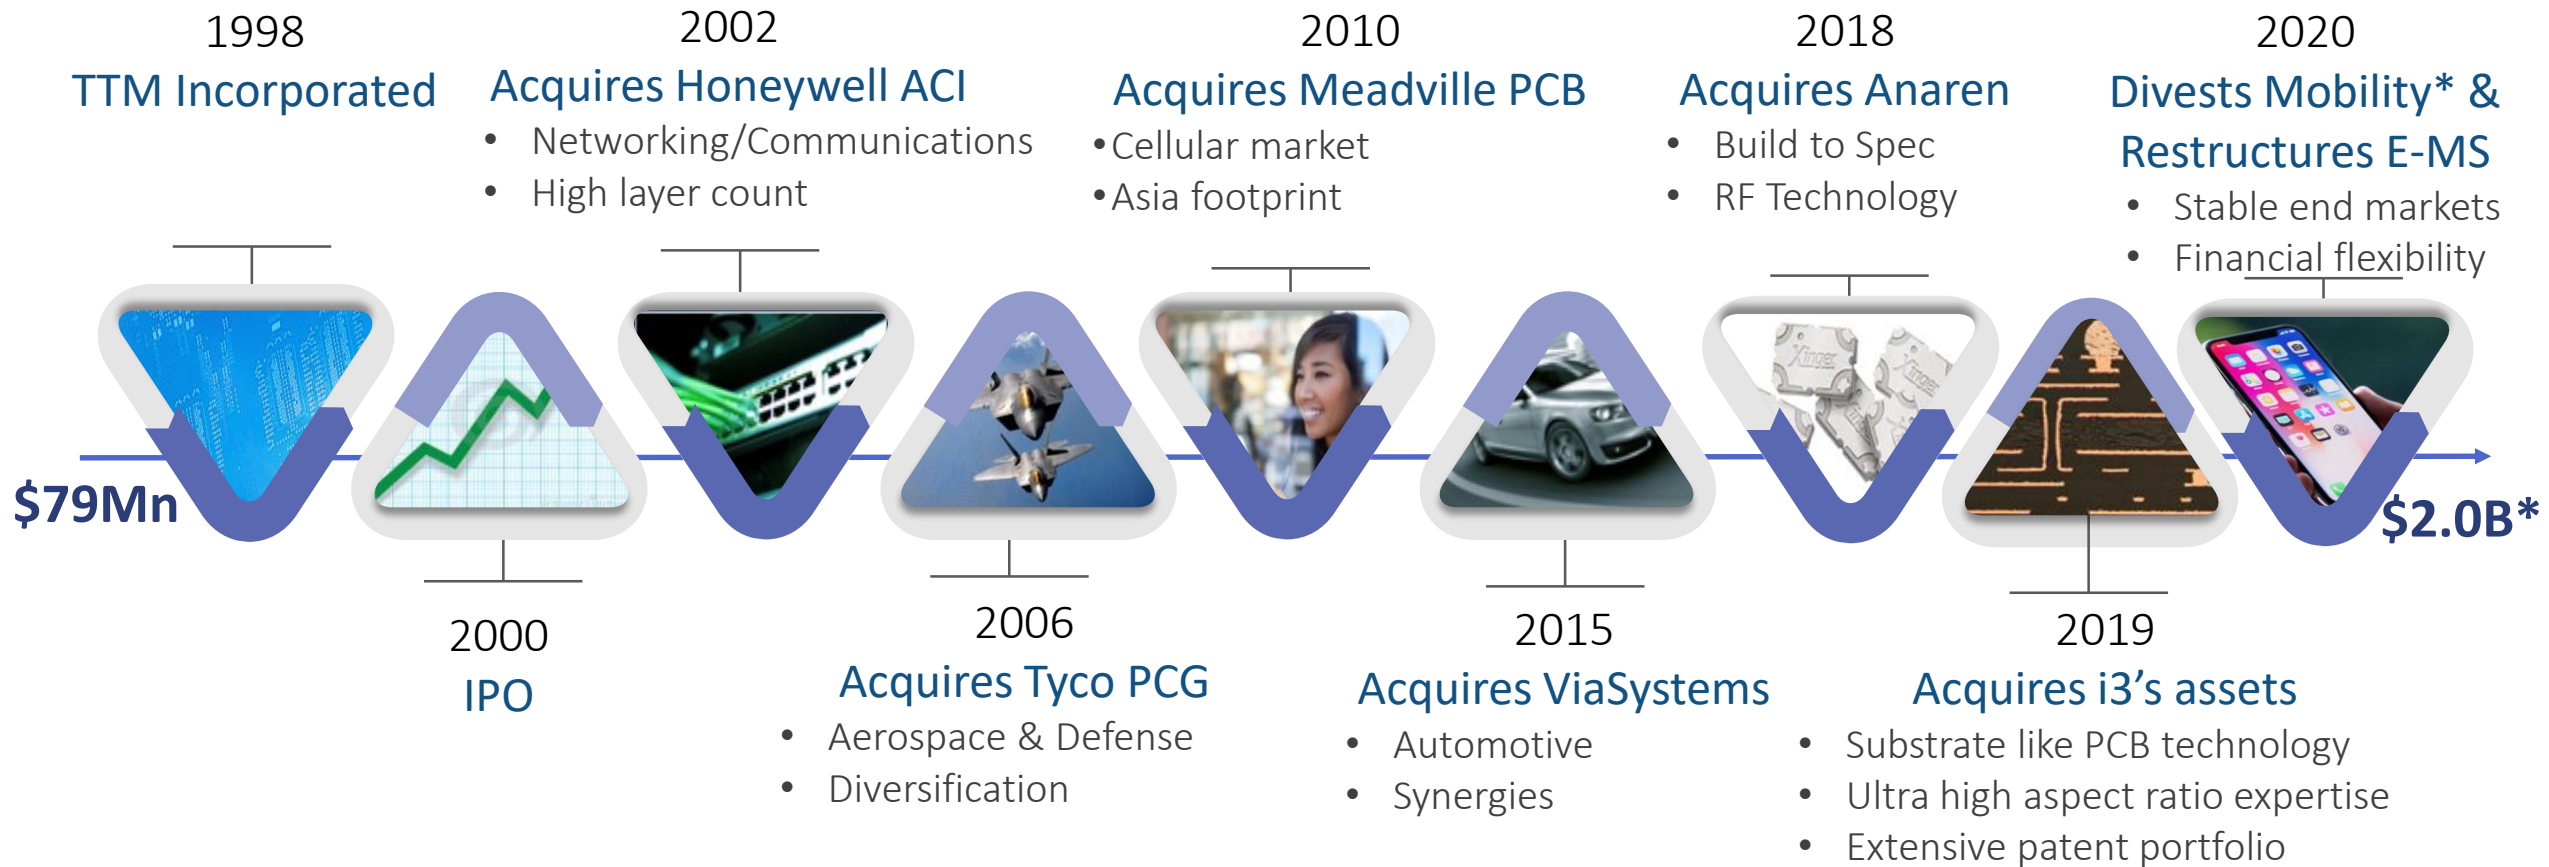 1998
TTM Incorporated
2002
Acquires Honeywell ACI
• Networking/Communications
• High layer count
2010
Acquires Meadville PCB
• Cellular market
• Asia footprint
2018
Acquires Anaren
• Build to Spec
• RF Technology
2020
Divests Mobility* &
Restructures E-MS
• Stable end markets
• Financial flexibility
Xinger
Xinger
$79Mn
$2.0B*
2000
IPO
2006
Acquires Tyco PCG
• Aerospace & Defense
• Diversification
2015
Acquires ViaSystems
• Automotive
• Synergies
2019
Acquires i3’s assets
• Substrate like PCB technology
• Ultra high aspect ratio expertise
• Extensive patent portfolio